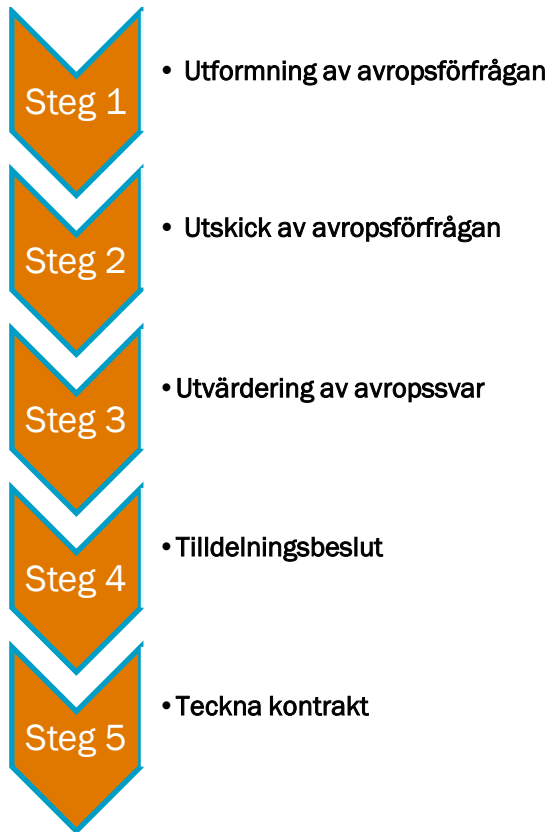 Steg 1
• Utformning av avropsförfrågan
Steg 2
• Utskick av avropsförfrågan
Steg 3
• Utvärdering av avropssvar
Steg 4
• Tilldelningsbeslut
Steg 5
• Teckna kontrakt